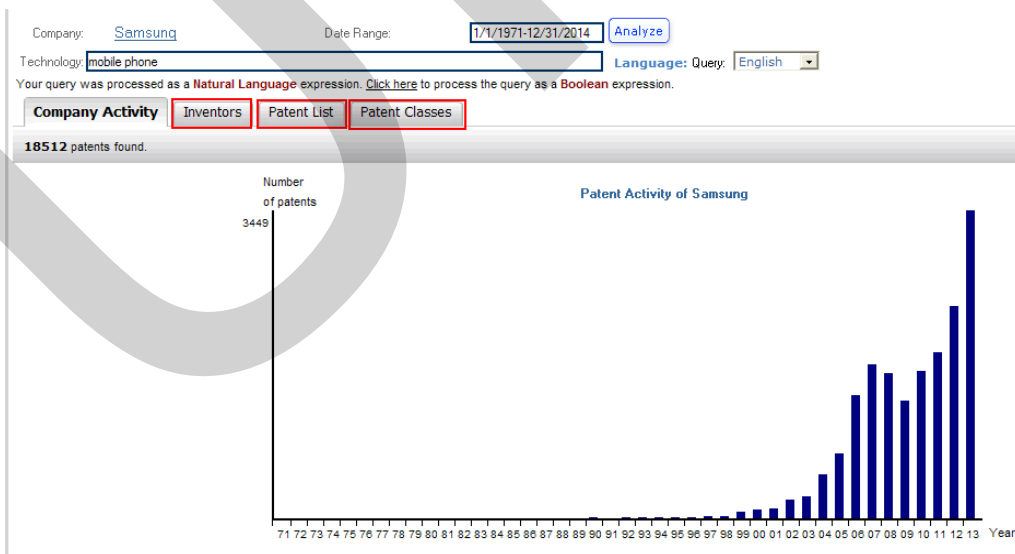 Company: Samsung Date Range: 1/1/1971-12/31/2014 Analyze
Technology: mobile phone Language: Query: English
Your query was processed as a Natural Language expression. Click here to process the query as a Boolean expression.
Company Activity Inventors Patent List Patent Classes
18512 patents found.
Number
of patents
Patent Activity of Samsung
3449
71 72 73 74 75 76 77 78 79 80 81 82 83 84 85 86 87 88 89 90 91 92 93 94 95 96 97 98 99 00 01 02 03 04 05 06 07 08 09 10 11 12 13 Year